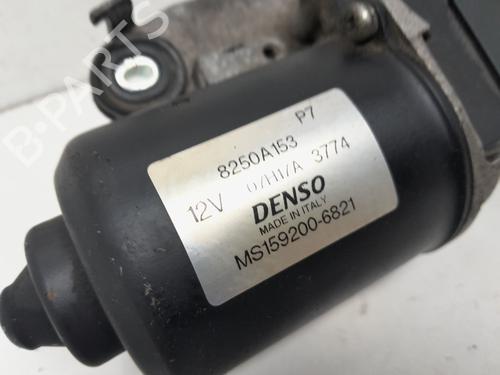 P7
8250A153
12V 3774
DENSO
MADE IN ITALY
MS159200-6821
B-PARTS